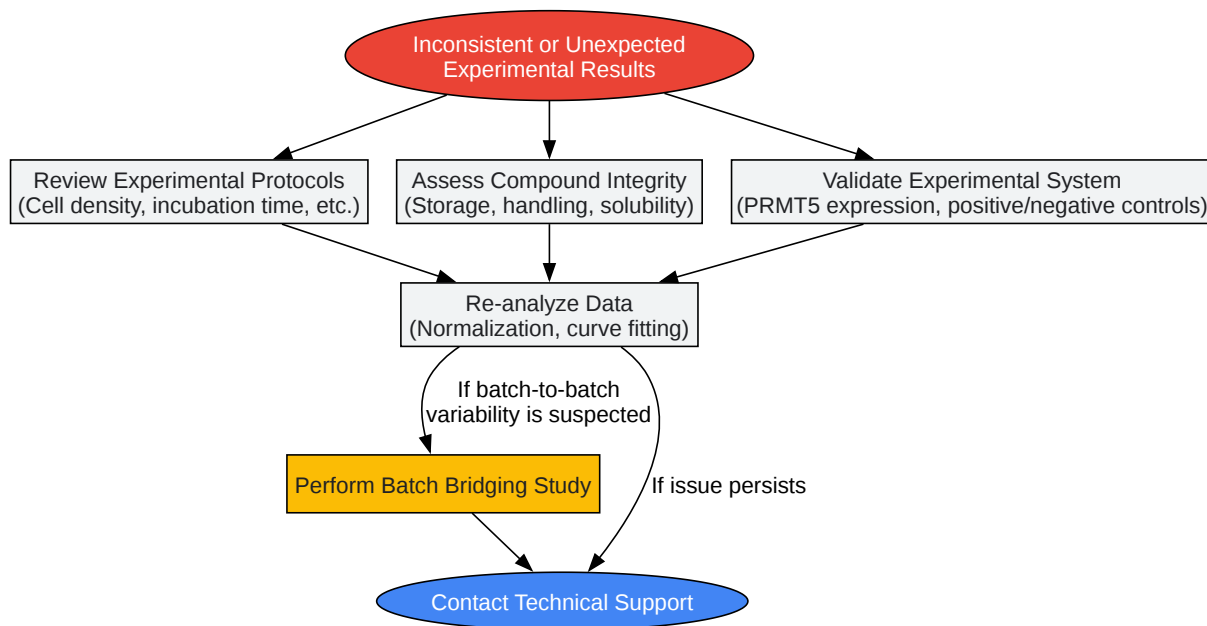 Inconsistent or Unexpected
Experimental Results
Review Experimental Protocols
(Cell density, incubation time, etc.)
Assess Compound Integrity
(Storage, handling, solubility)
Validate Experimental System
(PRMT5 expression, positive/negative controls)
Re-analyze Data
(Normalization, curve fitting)
If batch-to-batch
variability is suspected
Perform Batch Bridging Study
If issue persists
Contact Technical Support